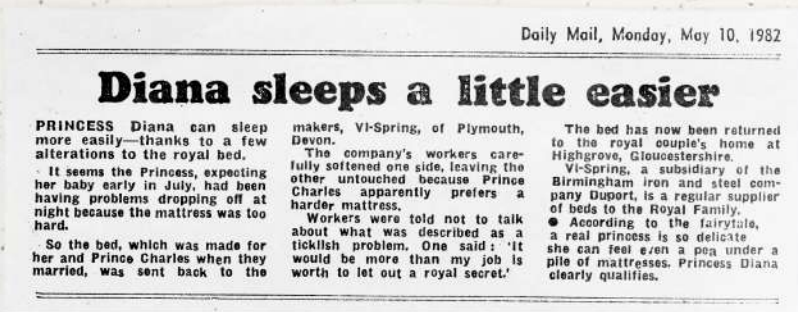 Daily Mail, Monday, May 10, 1982
Diana sleeps a little easier
PRINCESS Diana can sleep
more easily—thanks to a few
alterations to the royal bed.
It seems the Princess, expecting
her baby early in July, had been
having problems dropping off at
night because the mattress was too
hard.
So the bed, which was made for
her and Prince Charles when they
married, was sent back to the
makers, Vi-Spring, of Plymouth,
Devon.
The company's workers care-
fully softened one side, leaving the
other untouched because Prince
Charles apparently prefers a
harder mattress.
Workers were told not to talk
about what was described as a
ticklish problem. One said: 'It
would be more than my job is
worth to let out a royal secret.'
The bed has now been returned
to the royal couple's home at
Highgrove, Gloucestershire.
Vi-Spring, a subsidiary of the
Birmingham iron and steel com-
pany Duport, is a regular supplier
of beds to the Royal Family.
● According to the fairytale,
a real princess is so delicate
she can feel even a pea under a
pile of mattresses. Princess Diana
clearly qualifies.